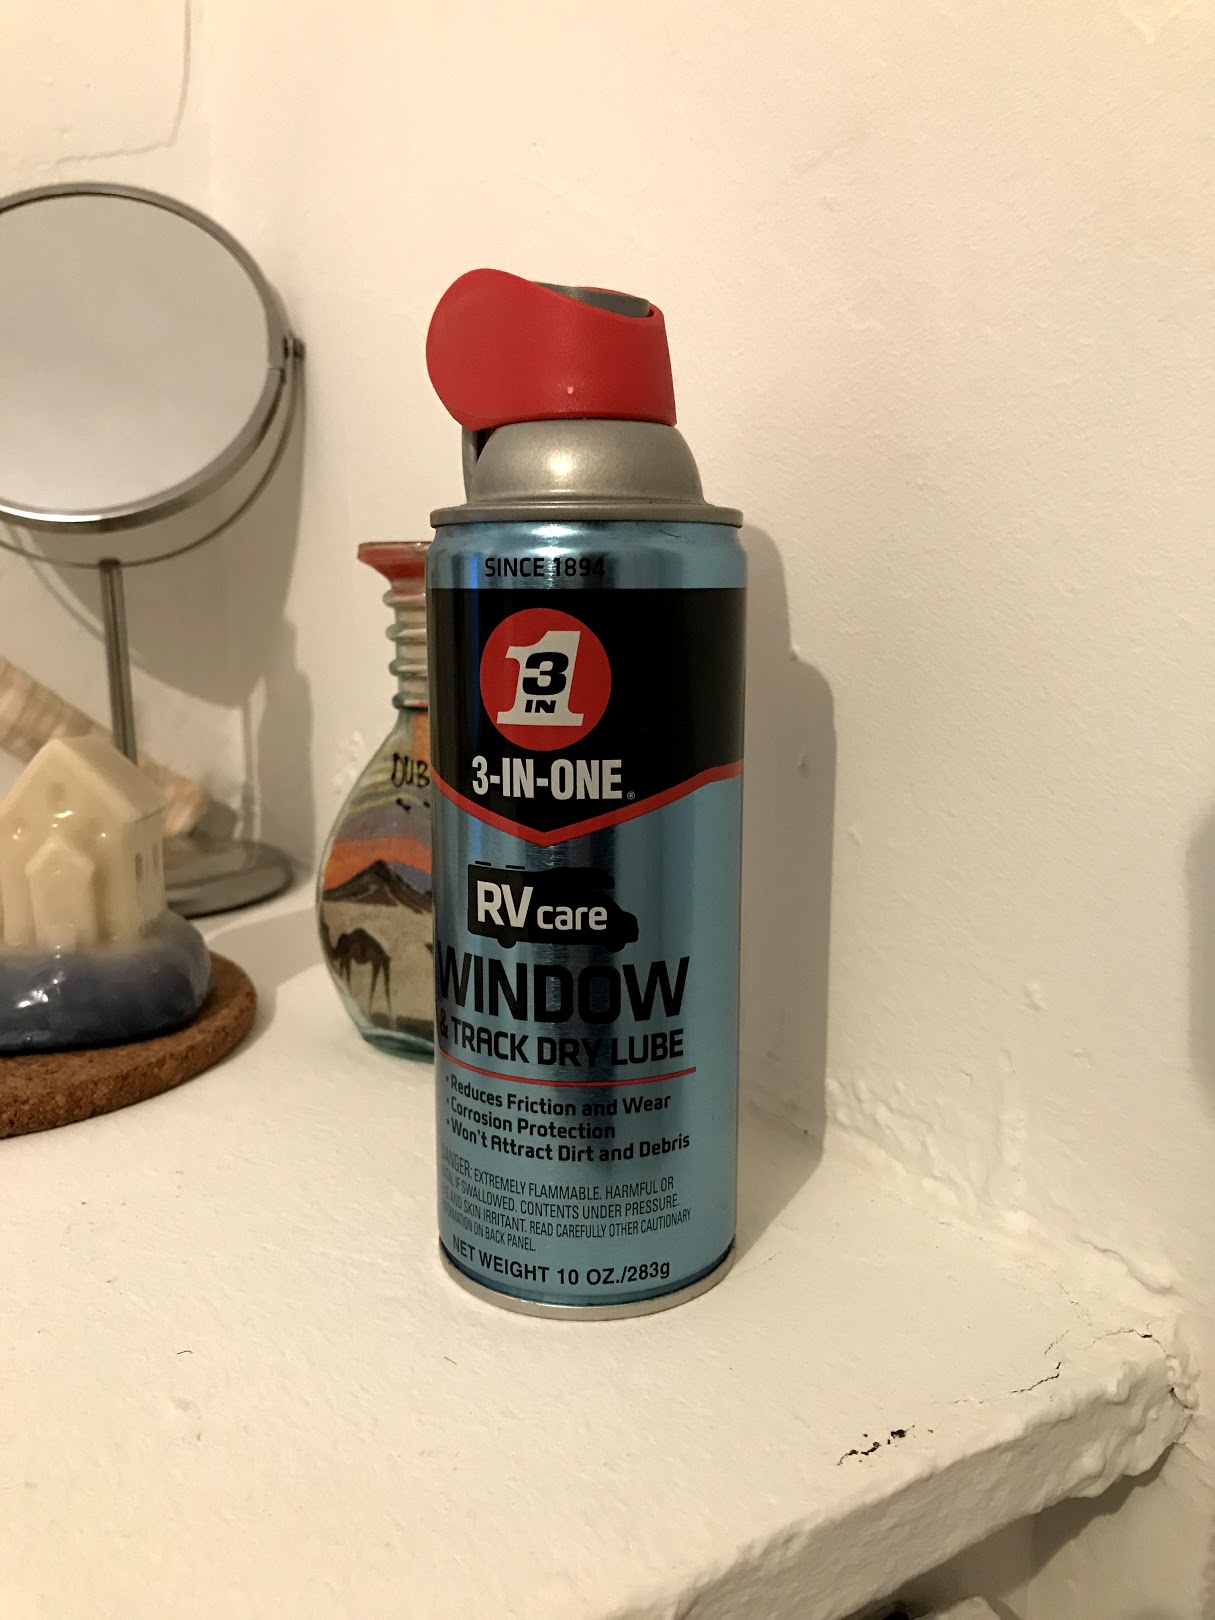 SINCE 1894
3
IN
1
3-IN-ONE®
RV care
WINDOW
& TRACK DRY LUBE
• Reduces Friction and Wear
• Corrosion Protection
• Won't Attract Dirt and Debris
DANGER: EXTREMELY FLAMMABLE. HARMFUL OR
IF SWALLOWED. CONTENTS UNDER PRESSURE.
AND SKIN IRRITANT. READ CAREFULLY OTHER CAUTIONARY
ON BACK PANEL.
NET WEIGHT 10 OZ./283g
DUB